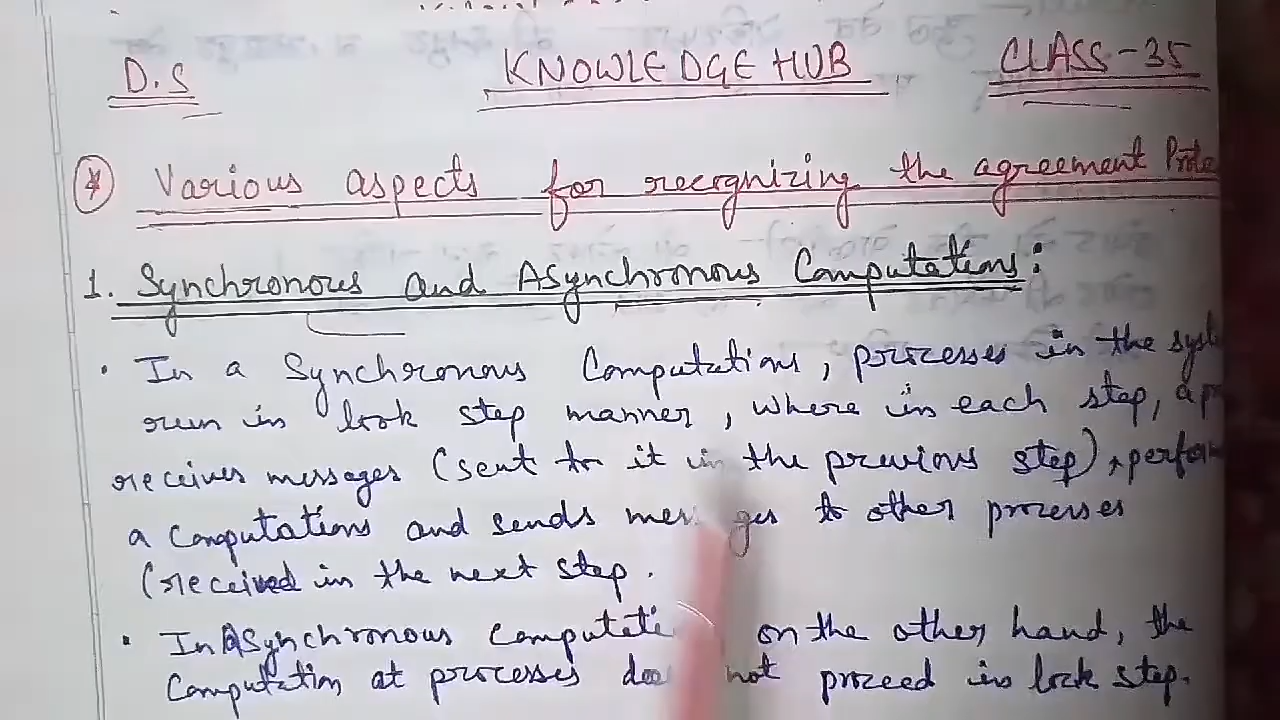 D.S KNOWLEDGE HUB CLASS-35
Various aspects for recognizing the agreement
1. Synchronous and Asynchronous Computations:
• In a Synchronous Computations, processes in the
run in lock step manner, where in each step, a
receives messages (sent to it in the previous step),
a computations and sends messages to other processes
(received in the next step.
• In Asynchronous on the other hand, the
Computation at processes not proceed in lock step.